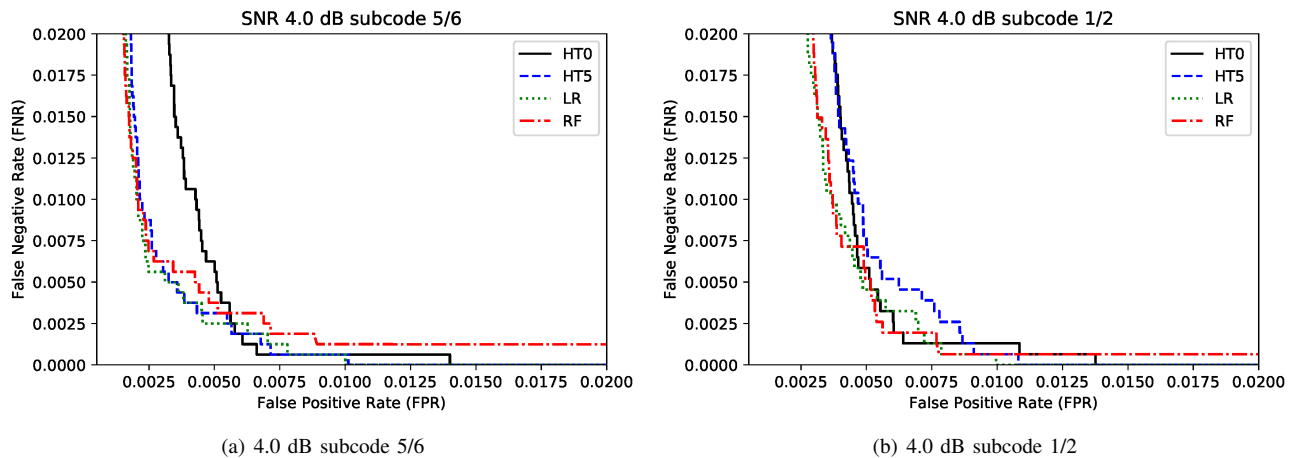 SNR 4.0 dB subcode 5/6
0.0200
0.0175
0.0150
0.0125
0.0100
0.0075
0.0050
0.0025
0.0000
False Negative Rate (FNR)
HT0
HT5
LR
RF
0.0025 0.0050 0.0075 0.0100 0.0125 0.0150 0.0175 0.0200
False Positive Rate (FPR)
(a) 4.0 dB subcode 5/6
SNR 4.0 dB subcode 1/2
0.0200
0.0175
0.0150
0.0125
0.0100
0.0075
0.0050
0.0025
0.0000
False Negative Rate (FNR)
HT0
HT5
LR
RF
0.0025 0.0050 0.0075 0.0100 0.0125 0.0150 0.0175 0.0200
False Positive Rate (FPR)
(b) 4.0 dB subcode 1/2